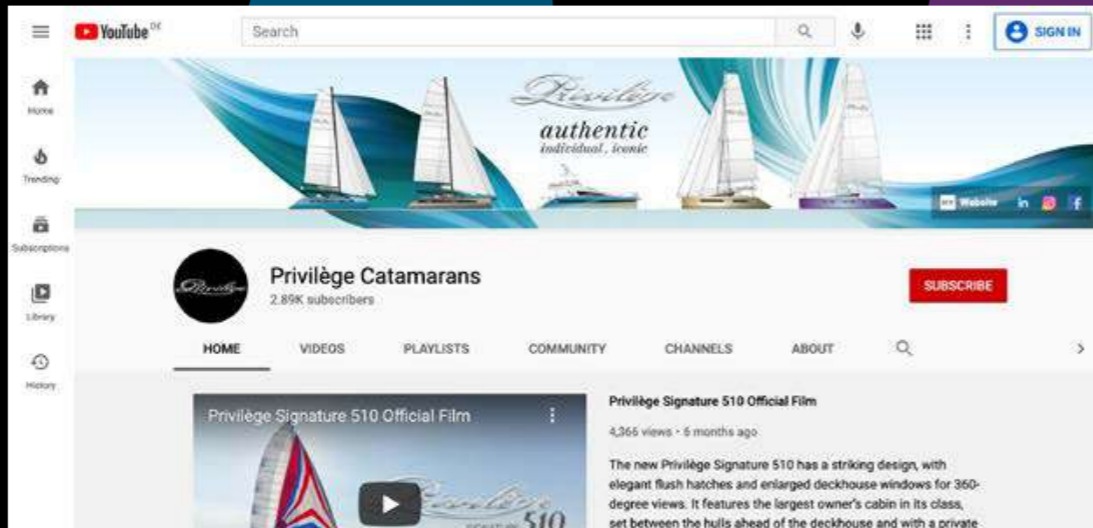 YouTube DE
Search
SIGN IN
Home
Trending
Subscriptions
Library
History
Privilège
authentic
individual, iconic
Website
in
f
Privilège
Privilège Catamarans
2.89K subscribers
SUBSCRIBE
HOME VIDEOS PLAYLISTS COMMUNITY CHANNELS ABOUT
Privilège Signature 510 Official Film
Privilège
SIGNATURE 510
Privilège Signature 510 Official Film
4,366 views • 6 months ago
The new Privilège Signature 510 has a striking design, with
elegant flush hatches and enlarged deckhouse windows for 360-
degree views. It features the largest owner's cabin in its class,
set between the hulls ahead of the deckhouse and with a private